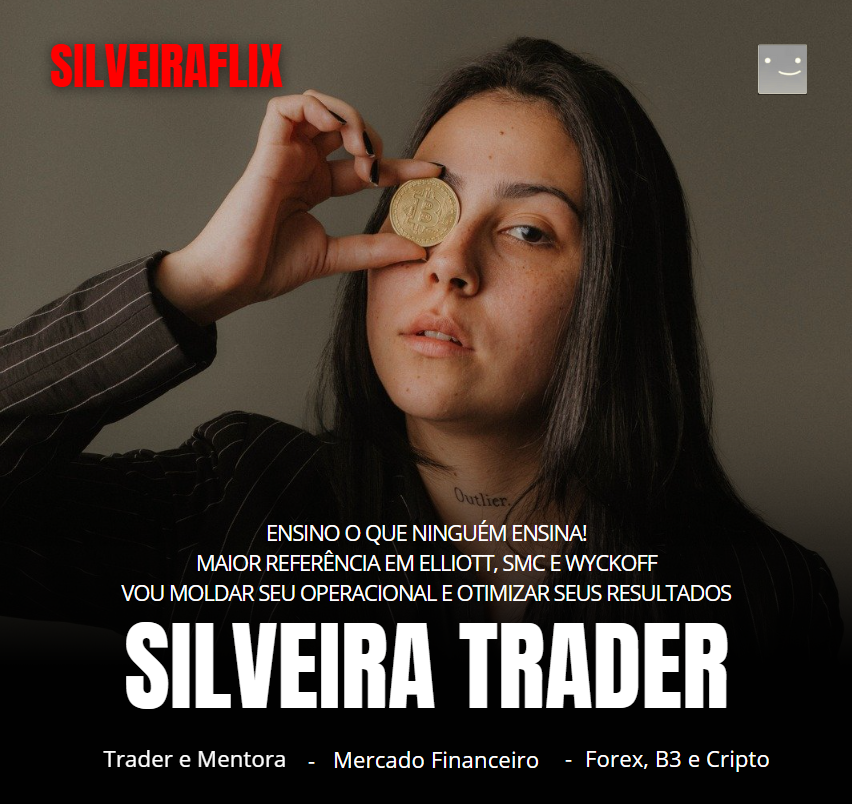 SILVEIRAFLIX
Outlier.
ENSINO O QUE NINGUÉM ENSINA!
MAIOR REFERÊNCIA EM ELLIOTT, SMC E WYCKOFF
VOU MOLDAR SEU OPERACIONAL E OTIMIZAR SEUS RESULTADOS
SILVEIRA TRADER
Trader e Mentora - Mercado Financeiro - Forex, B3 e Cripto